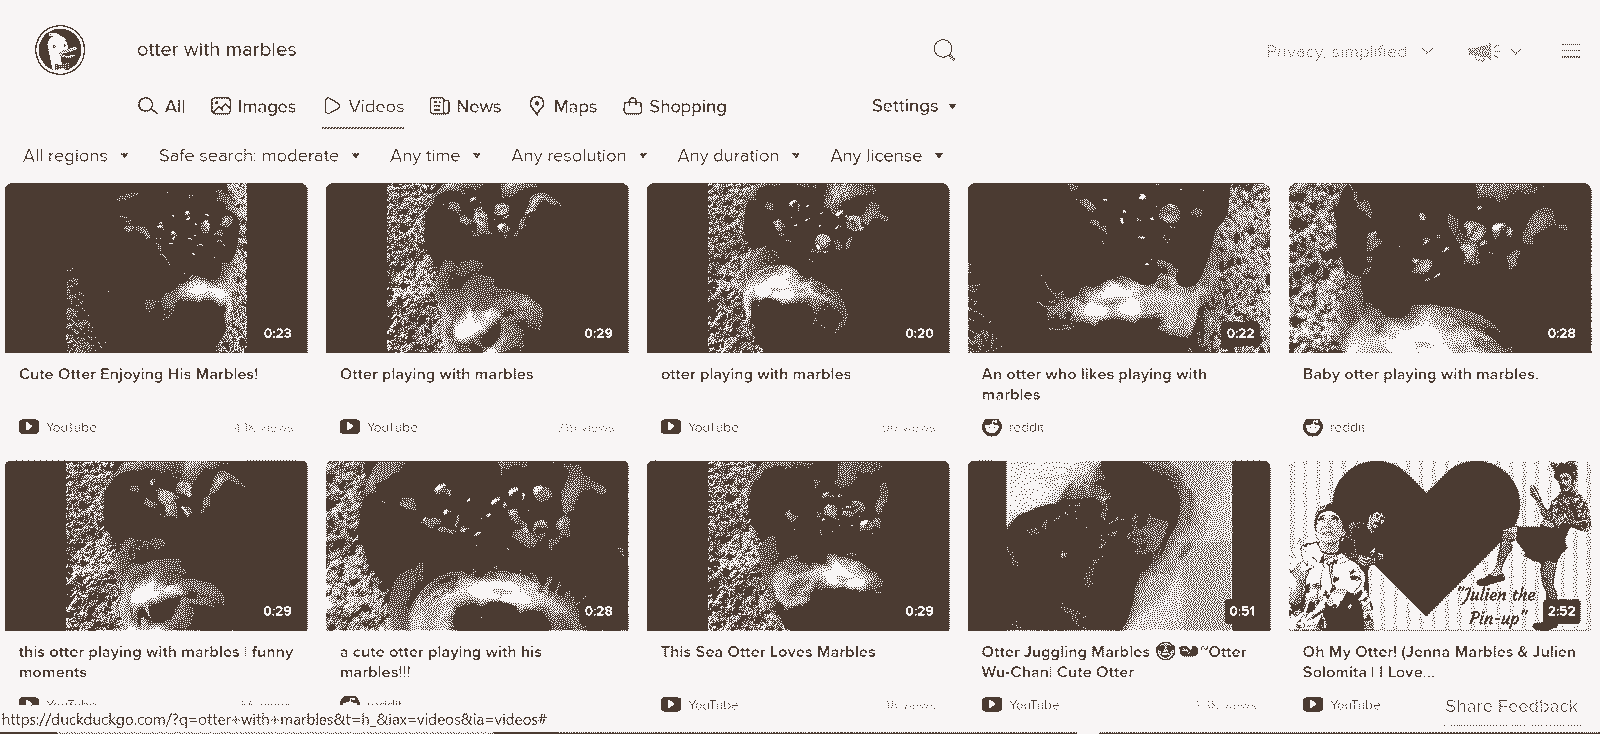 otter with marbles
Privacy, simplified
All Images Videos News Maps Shopping Settings
All regions Safe search: moderate Any time Any resolution Any duration Any license
0:23 0:29 0:20 0:22 0:28
Cute Otter Enjoying His Marbles! Otter playing with marbles otter playing with marbles An otter who likes playing with Baby otter playing with marbles.
marbles
YouTube YouTube YouTube reddit reddit
"Julien the
Pin-up"
0:29 0:28 0:29 0:51 2:52
this otter playing with marbles | funny a cute otter playing with his This Sea Otter Loves Marbles Otter Juggling Marbles ~Otter Oh My Otter! (Jenna Marbles & Julien
moments marbles!!! Wu-Chan| Cute Otter Solomita | I Love...
YouTube reddit YouTube YouTube YouTube Share Feedback
https://duckduckgo.com/?q=otter+with+marbles&t=h_&iax=videos&ia=videos#